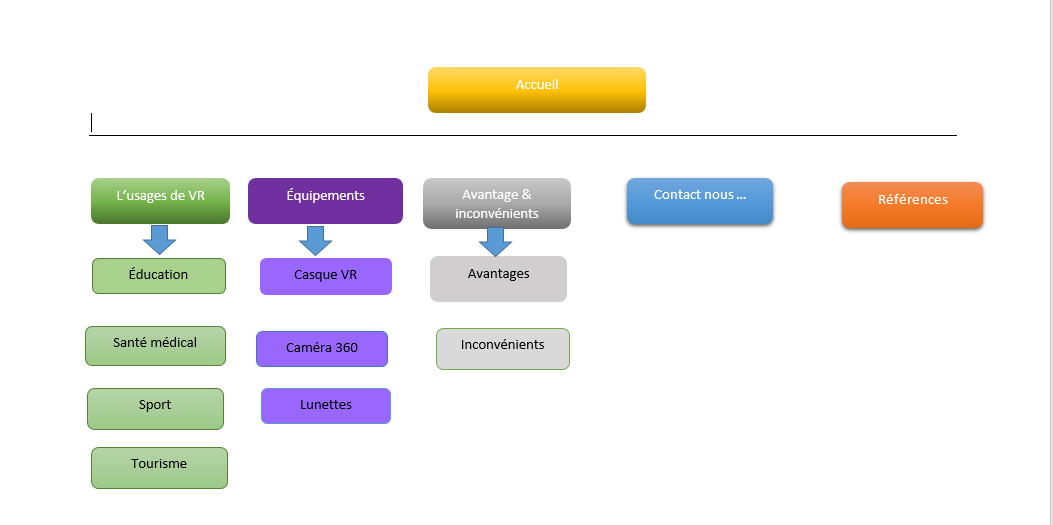 Accueil
L'usages de VR
Équipements
Avantage &
inconvénients
Contact nous ...
Références
Éducation
Casque VR
Avantages
Santé médical
Caméra 360
Inconvénients
Sport
Lunettes
Tourisme